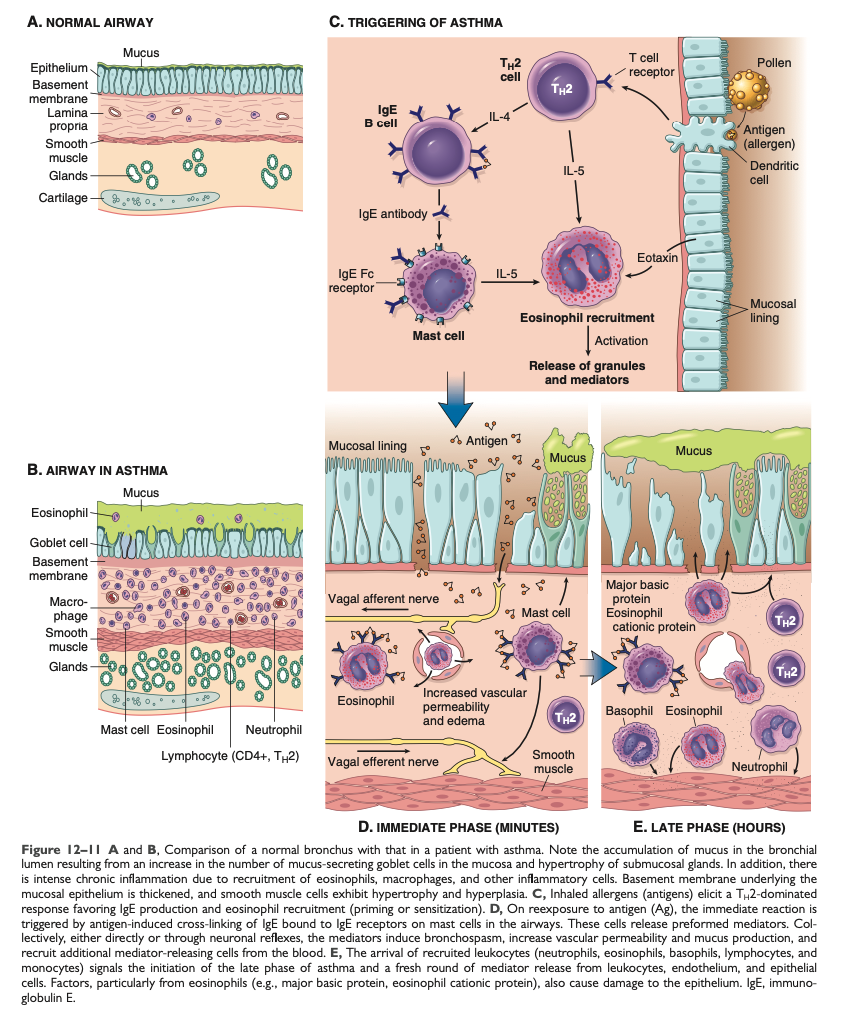 A. NORMAL AIRWAY
Mucus
Epithelium
Basement
membrane
Lamina
propria
Smooth
muscle
Glands
Cartilage
C. TRIGGERING OF ASTHMA
TH2
cell
T cell
receptor
Pollen
TH2
IgE
B cell
IL-4
Antigen
(allergen)
Dendritic
cell
IL-5
IgE antibody
Eotaxin
IgE Fc
receptor
IL-5
Mast cell
Eosinophil recruitment
Mucosal
lining
Activation
Release of granules
and mediators
B. AIRWAY IN ASTHMA
Mucus
Eosinophil
Goblet cell
Basement
membrane
Macro-
phage
Smooth
muscle
Glands
Mast cell
Eosinophil
Neutrophil
Lymphocyte (CD4+, TH2)
Mucosal lining
Antigen
Mucus
Vagal afferent nerve
Mast cell
Eosinophil
Increased vascular
permeability
and edema
TH2
Vagal efferent nerve
Smooth
muscle
D. IMMEDIATE PHASE (MINUTES)
Mucus
Major basic
protein
Eosinophil
cationic protein
TH2
TH2
Basophil
Eosinophil
Neutrophil
E. LATE PHASE (HOURS)
Figure 12–11 A and B, Comparison of a normal bronchus with that in a patient with asthma. Note the accumulation of mucus in the bronchial
lumen resulting from an increase in the number of mucus-secreting goblet cells in the mucosa and hypertrophy of submucosal glands. In addition, there
is intense chronic inflammation due to recruitment of eosinophils, macrophages, and other inflammatory cells. Basement membrane underlying the
mucosal epithelium is thickened, and smooth muscle cells exhibit hypertrophy and hyperplasia. C, Inhaled allergens (antigens) elicit a TH2-dominated
response favoring IgE production and eosinophil recruitment (priming or sensitization). D, On reexposure to antigen (Ag), the immediate reaction is
triggered by antigen-induced cross-linking of IgE bound to IgE receptors on mast cells in the airways. These cells release preformed mediators. Col-
lectively, either directly or through neuronal reflexes, the mediators induce bronchospasm, increase vascular permeability and mucus production, and
recruit additional mediator-releasing cells from the blood. E, The arrival of recruited leukocytes (neutrophils, eosinophils, basophils, lymphocytes, and
monocytes) signals the initiation of the late phase of asthma and a fresh round of mediator release from leukocytes, endothelium, and epithelial
cells. Factors, particularly from eosinophils (e.g., major basic protein, eosinophil cationic protein), also cause damage to the epithelium. IgE, immuno-
globulin E.